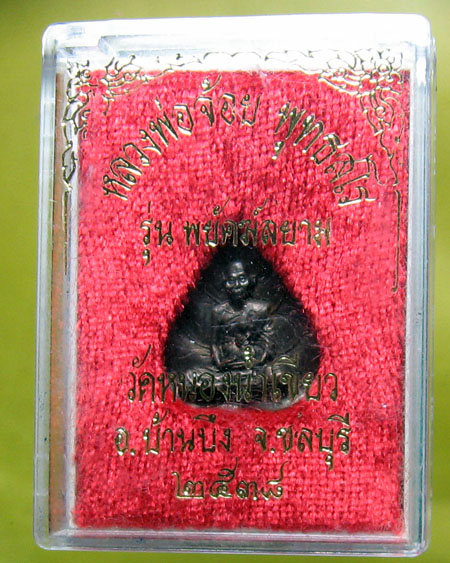 หลวงพ่อจ้อย พุทธสโร
รุ่น พยัคฆ์สยาม
วัดหนองน้ำเขียว
อ.บ้านบึง จ.ชลบุรี
๒๕๓๘